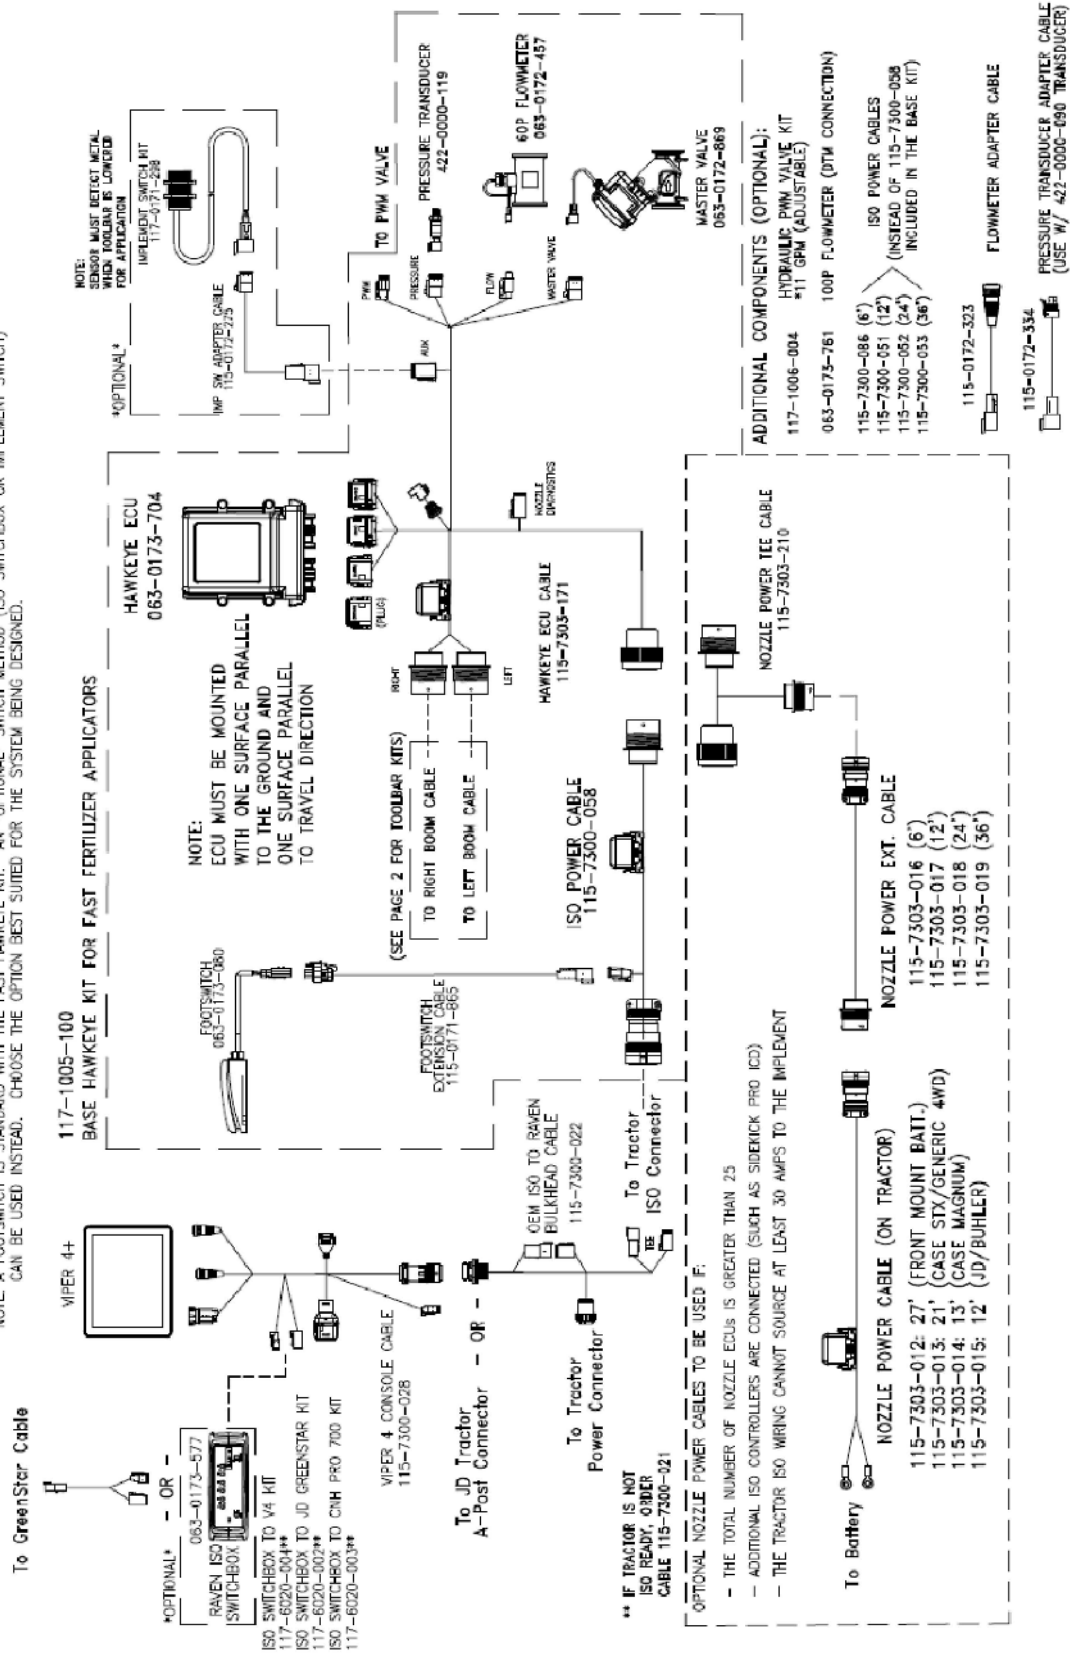 CAN BE USED INSTEAD. CHOOSE THE OPTION BEST SUITED FOR THE SYSTEM BEING DESIGNED.
To GreenStar Cable
VIPER 4+
117-1005-100
BASE HAWKEYE KIT FOR FAST FERTILIZER APPLICATORS
*OPTIONAL*
- OR -
063-0173-577
RAVEN ISO
SWITCHBOX
ISO SWITCHBOX TO V4 KIT
117-6020-004**
ISO SWITCHBOX TO JD GREENSTAR KIT
117-6020-002**
ISO SWITCHBOX TO CNH PRO 700 KIT
117-6020-003**
VIPER 4 CONSOLE CABLE
115-7300-028
To JD Tractor
A-Post Connector
- OR -
To Tractor
Power Connector
OEM ISO TO RAVEN
BULKHEAD CABLE
115-7300-022
TEE
To Tractor
ISO Connector
** IF TRACTOR IS NOT
ISO READY, ORDER
CABLE 115-7300-021
FOOTSWITCH
063-0173-080
FOOTSWITCH
EXTENSION CABLE
115-0171-865
NOTE:
ECU MUST BE MOUNTED
WITH ONE SURFACE PARALLEL
TO THE GROUND AND
ONE SURFACE PARALLEL
TO TRAVEL DIRECTION
HAWKEYE ECU
063-0173-704
(SEE PAGE 2 FOR TOOLBAR KITS)
TO RIGHT BOOM CABLE
TO LEFT BOOM CABLE
RIGHT
LEFT
(PLUG)
ISO POWER CABLE
115-7300-058
HAWKEYE ECU CABLE
115-7303-171
NOZZLE
DIAGNOSTICS
*OPTIONAL*
NOTE:
SENSOR MUST DETECT METAL
WHEN TOOLBAR IS LOWERED
FOR APPLICATION
IMPLEMENT SWITCH KIT
117-0171-298
IMP SW ADAPTER CABLE
115-0172-225
AUX
TO PWM VALVE
PWM
PRESSURE
FLOW
MASTER VALVE
PRESSURE TRANSDUCER
422-0000-119
60P FLOWMETER
063-0172-457
MASTER VALVE
063-0172-869
ADDITIONAL COMPONENTS (OPTIONAL):
117-1006-004 HYDRAULIC PWM VALVE KIT
*11 GPM (ADJUSTABLE)
063-0173-761 100P FLOWMETER (DTM CONNECTION)
115-7300-086 (6')
115-7300-051 (12')
115-7300-052 (24')
115-7300-053 (36')
ISO POWER CABLES
(INSTEAD OF 115-7300-058
INCLUDED IN THE BASE KIT)
115-0172-323
FLOWMETER ADAPTER CABLE
115-0172-334
PRESSURE TRANSDUCER ADAPTER CABLE
(USE W/ 422-0000-090 TRANSDUCER)
OPTIONAL NOZZLE POWER CABLES TO BE USED IF:
- THE TOTAL NUMBER OF NOZZLE ECUs IS GREATER THAN 25
- ADDITIONAL ISO CONTROLLERS ARE CONNECTED (SUCH AS SIDEKICK PRO ICD)
- THE TRACTOR ISO WIRING CANNOT SOURCE AT LEAST 30 AMPS TO THE IMPLEMENT
To Battery
NOZZLE POWER CABLE (ON TRACTOR)
115-7303-012: 27' (FRONT MOUNT BATT.)
115-7303-013: 21' (CASE STX/GENERIC 4WD)
115-7303-014: 13' (CASE MAGNUM)
115-7303-015: 12' (JD/BUHLER)
NOZZLE POWER EXT. CABLE
115-7303-016 (6')
115-7303-017 (12')
115-7303-018 (24')
115-7303-019 (36')
NOZZLE POWER TEE CABLE
115-7303-210